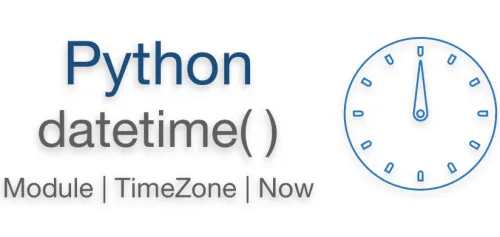 Python
datetime( )
Module | TimeZone | Now